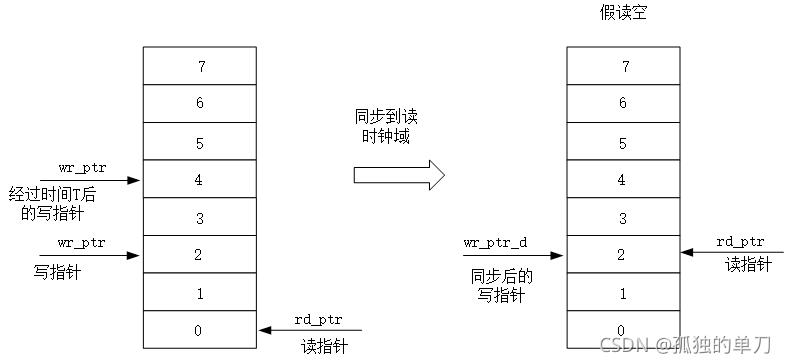 假读空
7
6
5
4
3
2
1
0
wr_ptr
经过时间T后
的写指针
wr_ptr
写指针
rd_ptr
读指针
同步到读
时钟域
7
6
5
4
3
2
1
0
wr_ptr_d
同步后的
写指针
rd_ptr
读指针
CSDN @孤独的单刀